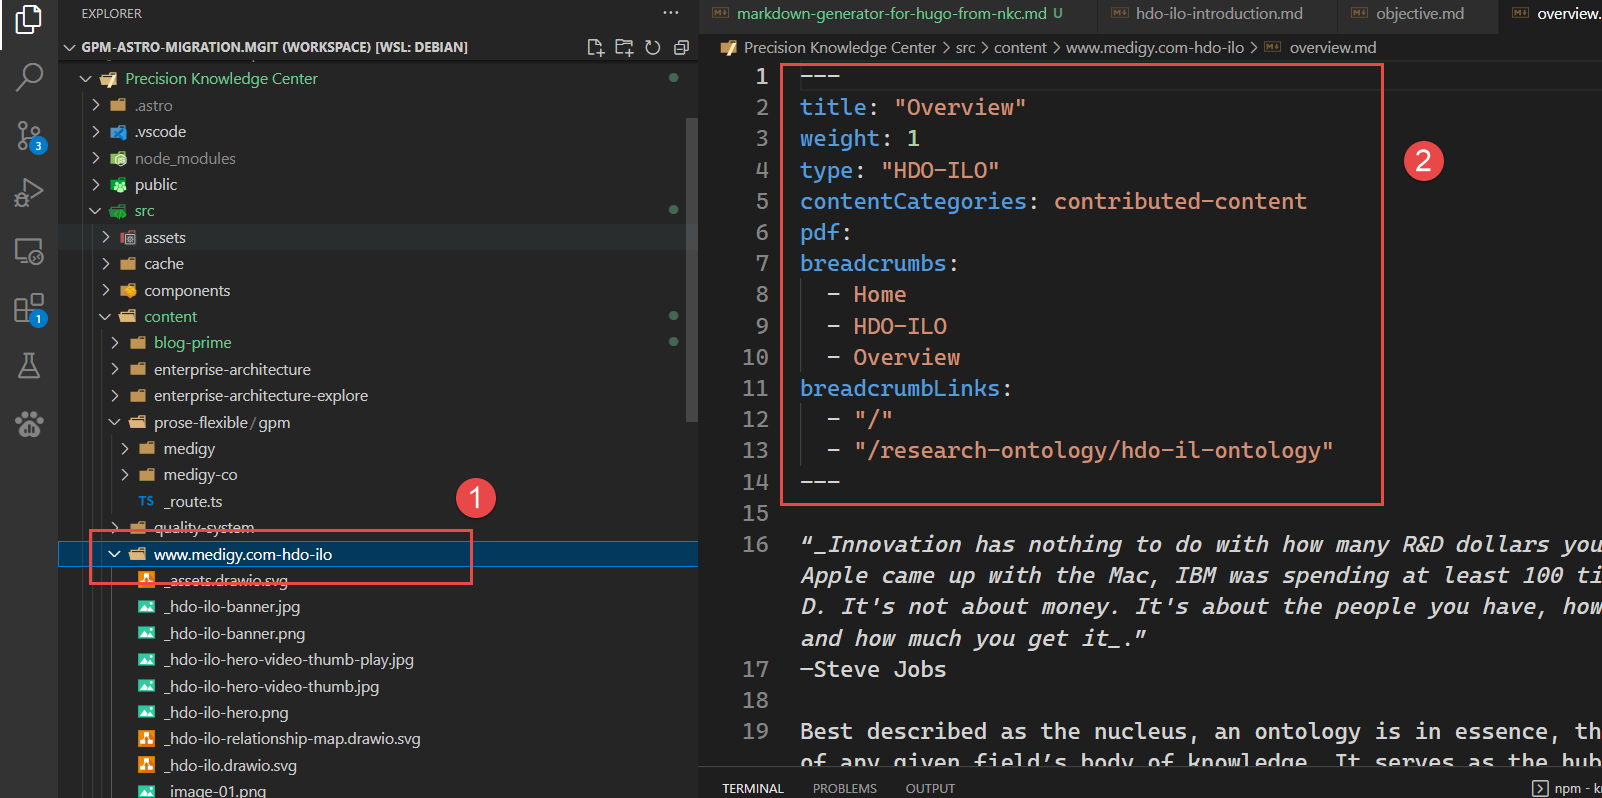 EXPLORER
GPM-ASTRO-MIGRATION.MGIT (WORKSPACE) [WSL: DEBIAN]
Precision Knowledge Center
.astro
.vscode
node_modules
public
src
assets
cache
components
content
blog-prime
enterprise-architecture
enterprise-architecture-explore
prose-flexible / gpm
medigy
medigy-co
TS _route.ts
quality-system
www.medigy.com-hdo-ilo
_assets.drawio.svg
_hdo-ilo-banner.jpg
_hdo-ilo-banner.png
_hdo-ilo-hero-video-thumb-play.jpg
_hdo-ilo-hero-video-thumb.jpg
_hdo-ilo-hero.png
_hdo-ilo-relationship-map.drawio.svg
_hdo-ilo.drawio.svg
image-01.png
3
1
1
2
markdown-generator-for-hugo-from-nkc.md U
hdo-ilo-introduction.md
objective.md
overview.
Precision Knowledge Center > src > content > www.medigy.com-hdo-ilo > overview.md
1 ---
2 title: "Overview"
3 weight: 1
4 type: "HDO-ILO"
5 contentCategories: contributed-content
6 pdf:
7 breadcrumbs:
8 - Home
9 - HDO-ILO
10 - Overview
11 breadcrumbLinks:
12 - "/"
13 - "/research-ontology/hdo-il-ontology"
14 ---
15
16 “_Innovation has nothing to do with how many R&D dollars you
Apple came up with the Mac, IBM was spending at least 100 ti
D. It's not about money. It's about the people you have, how
and how much you get it_.”
17 —Steve Jobs
18
19 Best described as the nucleus, an ontology is in essence, th
of any given field’s body of knowledge. It serves as the hub
TERMINAL PROBLEMS OUTPUT
npm - k